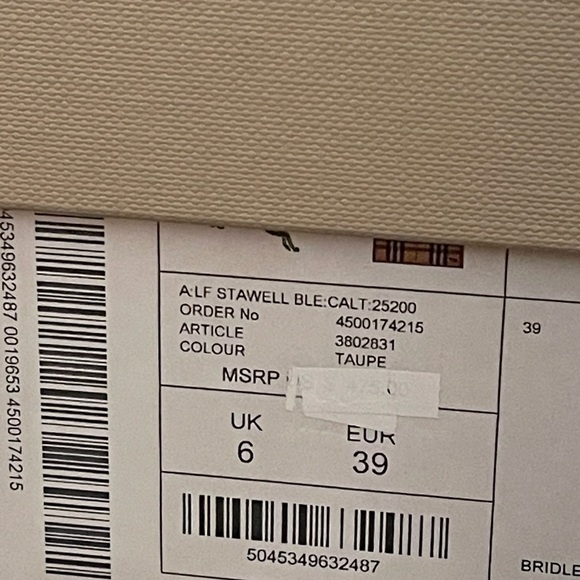 A:LF STAWELL BLE:CALT:25200
ORDER No 4500174215
ARTICLE 3802831
COLOUR TAUPE
MSRP
UK EUR
6 39
5045349632487
39
BRIDLE
45349632487 0019653 4500174215